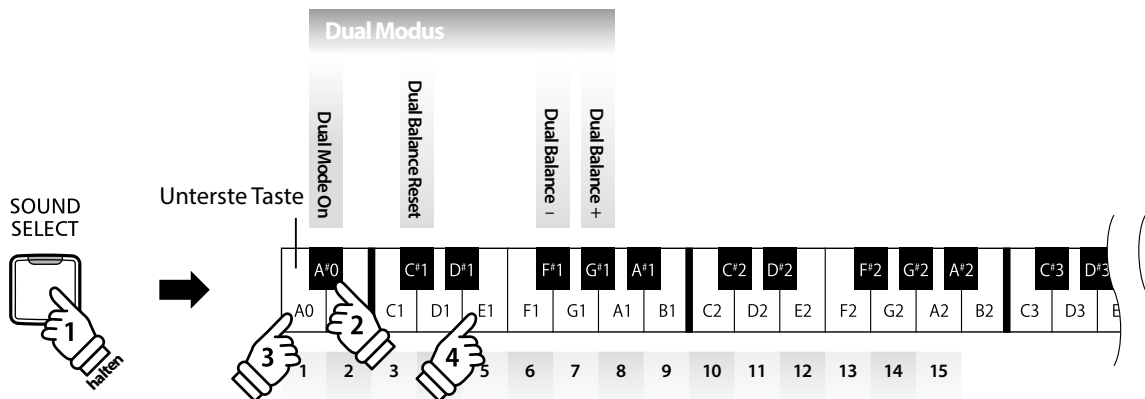 Dual Modus
Dual Mode On
Dual Balance Reset
Dual Balance –
Dual Balance +
SOUND
SELECT
Unterste Taste
A#0 C#1 D#1 F#1 G#1 A#1 C#2 D#2 F#2 G#2 A#2 C#3 D#3
A0 C1 D1 E1 F1 G1 A1 B1 C2 D2 E2 F2 G2 A2 B2 C3 D3
1 halten
2
3
4
1 2 3 5 6 7 8 9 10 11 12 13 14 15